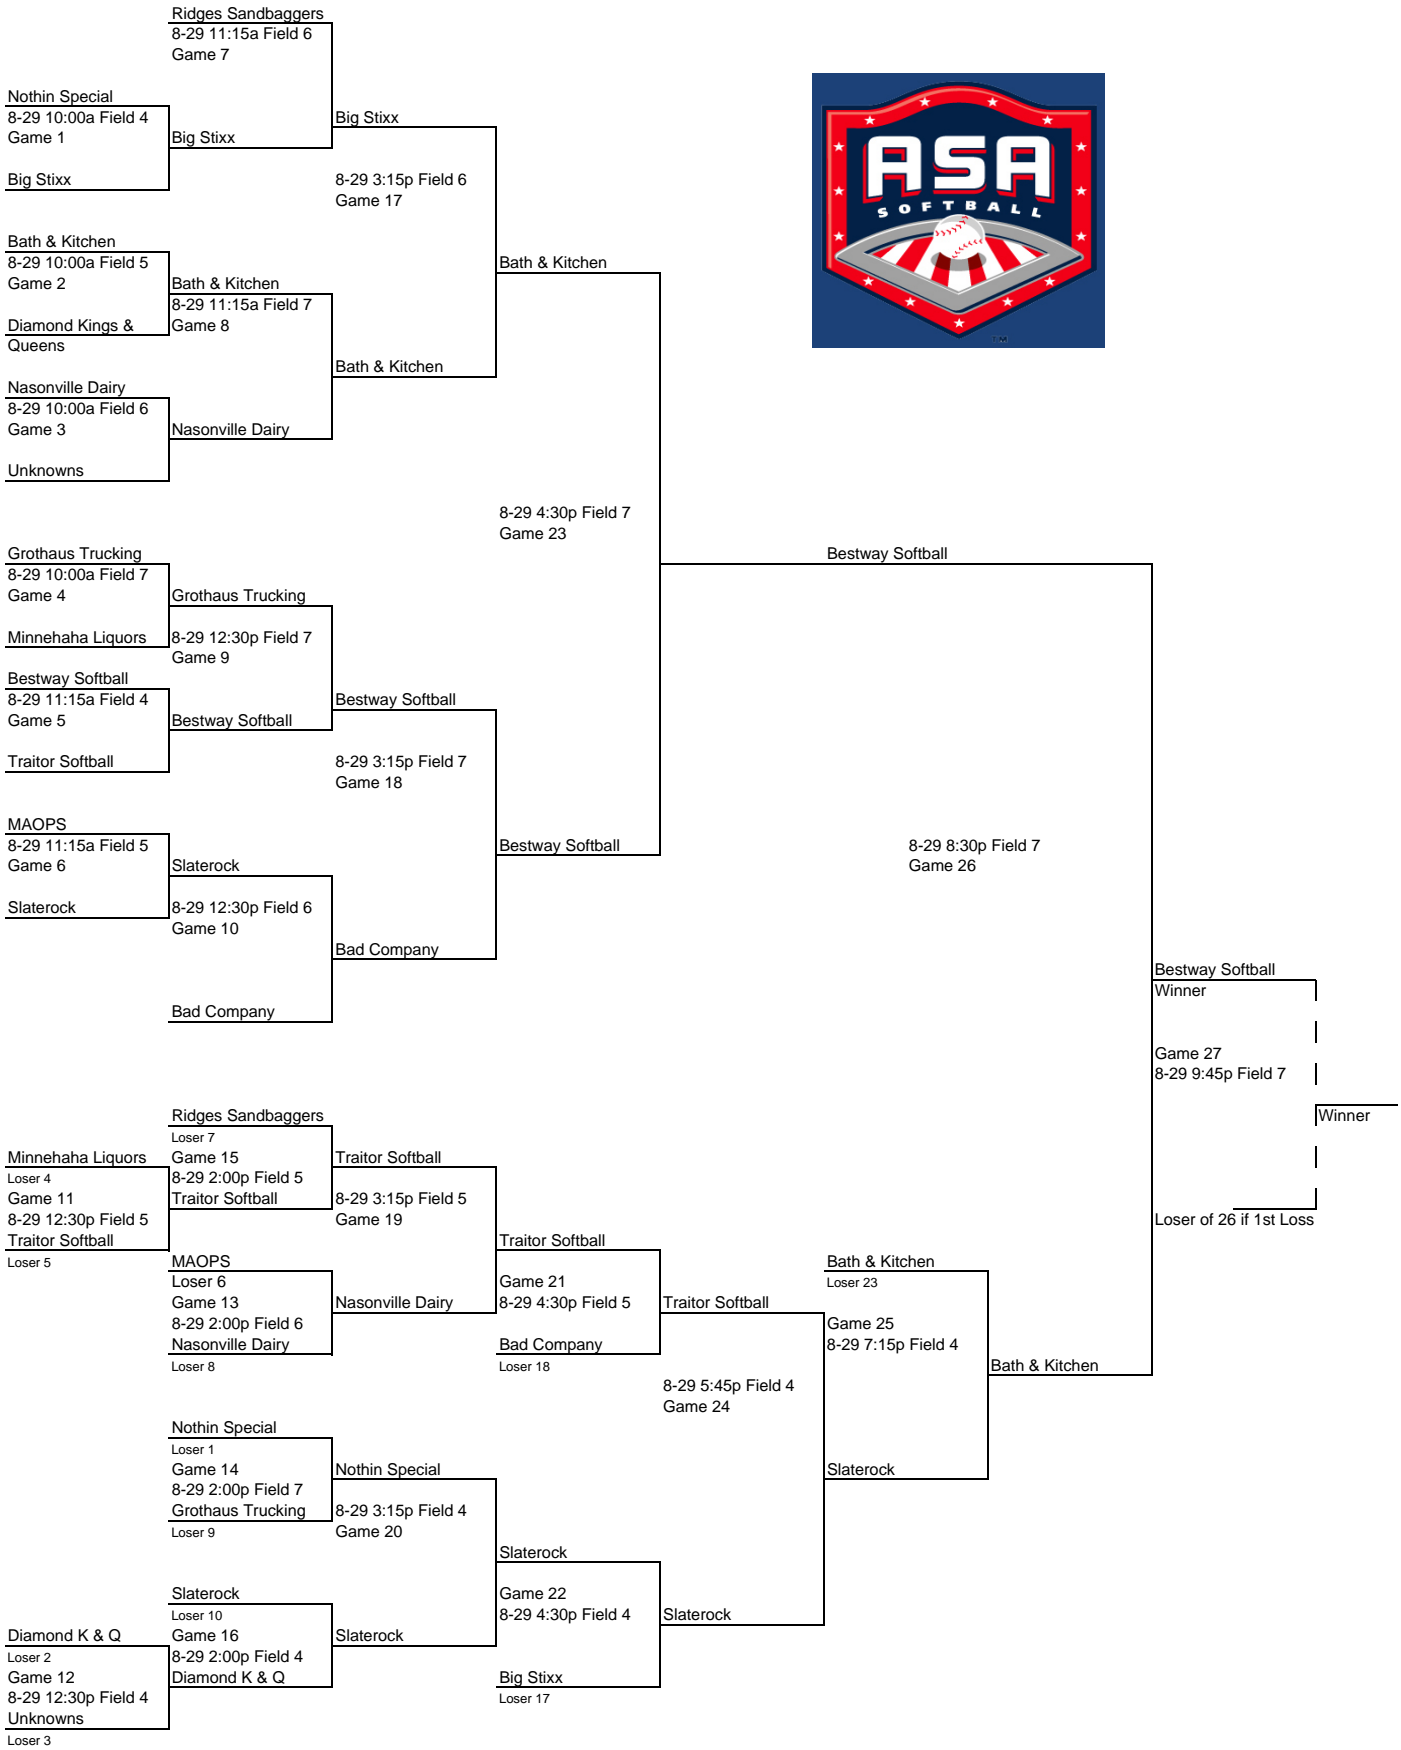 Ridges Sandbaggers
8-29 11:15a Field 6
Game 7
Nothin Special
8-29 10:00a Field 4
Game 1
Big Stixx
Big Stixx
Big Stixx
8-29 3:15p Field 6
Game 17
ASA
SOFTBALL
TM
Bath & Kitchen
8-29 10:00a Field 5
Game 2
Bath & Kitchen
8-29 11:15a Field 7
Game 8
Diamond Kings &
Queens
Bath & Kitchen
Bath & Kitchen
Nasonville Dairy
8-29 10:00a Field 6
Game 3
Nasonville Dairy
Unknowns
8-29 4:30p Field 7
Game 23
Grothaus Trucking
8-29 10:00a Field 7
Game 4
Grothaus Trucking
Minnehaha Liquors
8-29 12:30p Field 7
Game 9
Bestway Softball
Bestway Softball
8-29 11:15a Field 4
Game 5
Bestway Softball
Bestway Softball
Traitor Softball
8-29 3:15p Field 7
Game 18
MAOPS
8-29 11:15a Field 5
Game 6
Slaterock
Bestway Softball
8-29 8:30p Field 7
Game 26
Slaterock
8-29 12:30p Field 6
Game 10
Bad Company
Bad Company
Bestway Softball
Winner
Game 27
8-29 9:45p Field 7
Winner
Loser of 26 if 1st Loss
Ridges Sandbaggers
Loser 7
Game 15
8-29 2:00p Field 5
Traitor Softball
Minnehaha Liquors
Loser 4
Game 11
8-29 12:30p Field 5
Traitor Softball
Loser 5
Traitor Softball
8-29 3:15p Field 5
Game 19
MAOPS
Loser 6
Game 13
8-29 2:00p Field 6
Nasonville Dairy
Loser 8
Nasonville Dairy
Traitor Softball
Game 21
8-29 4:30p Field 5
Bad Company
Loser 18
Traitor Softball
8-29 5:45p Field 4
Game 24
Bath & Kitchen
Loser 23
Game 25
8-29 7:15p Field 4
Bath & Kitchen
Slaterock
Nothin Special
Loser 1
Game 14
8-29 2:00p Field 7
Grothaus Trucking
Loser 9
Nothin Special
8-29 3:15p Field 4
Game 20
Slaterock
Game 22
8-29 4:30p Field 4
Slaterock
Big Stixx
Loser 17
Slaterock
Loser 10
Game 16
8-29 2:00p Field 4
Diamond K & Q
Slaterock
Diamond K & Q
Loser 2
Game 12
8-29 12:30p Field 4
Unknowns
Loser 3